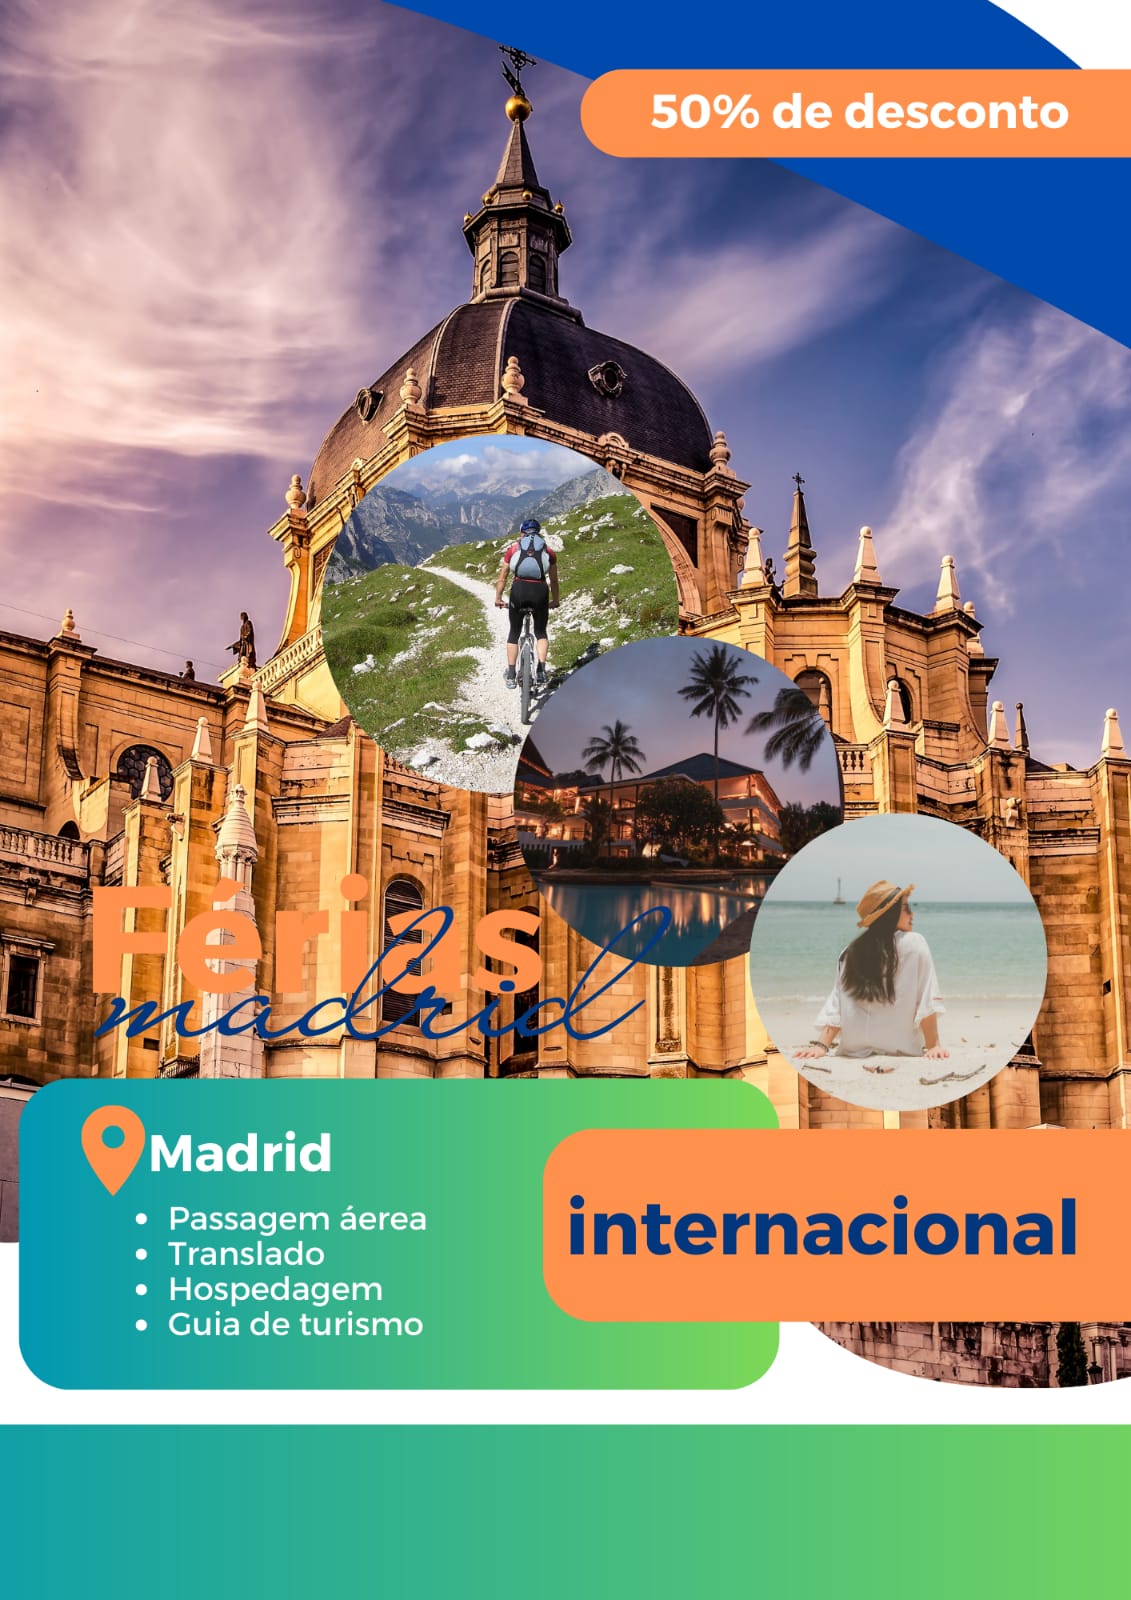 50% de desconto
Férias
madrid
Madrid
Passagem áerea
Translado
Hospedagem
Guia de turismo
internacional